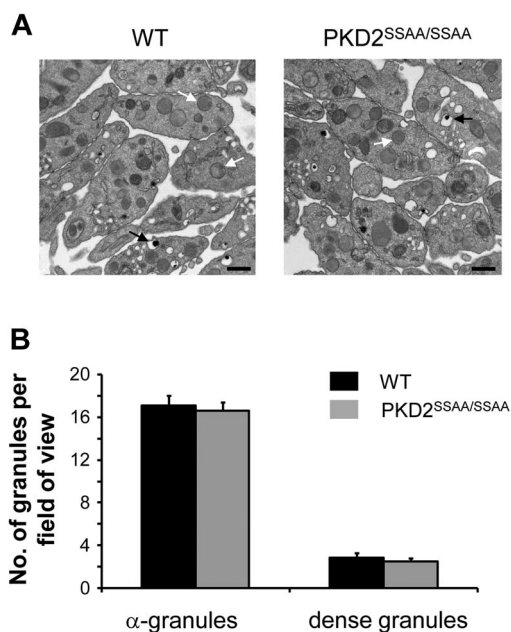 A
WT
PKD2SSAA/SSAA
B
No. of granules per
field of view
20
16
12
8
4
0
WT
PKD2SSAA/SSAA
α-granules
dense granules